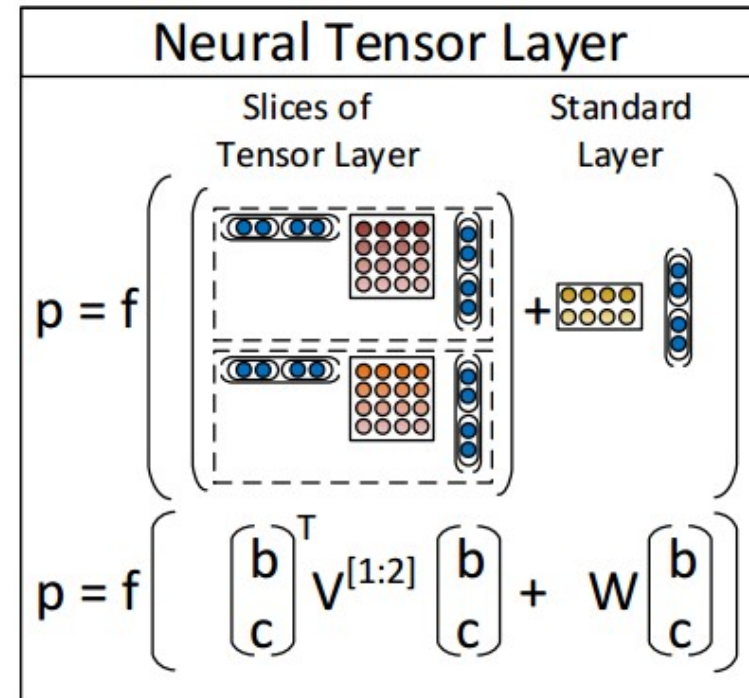 Neural Tensor Layer
Slices of Standard
Tensor Layer Layer
p = f +
p = f ( [b c]ᵀ V[1:2] [b c] + W [b c] )